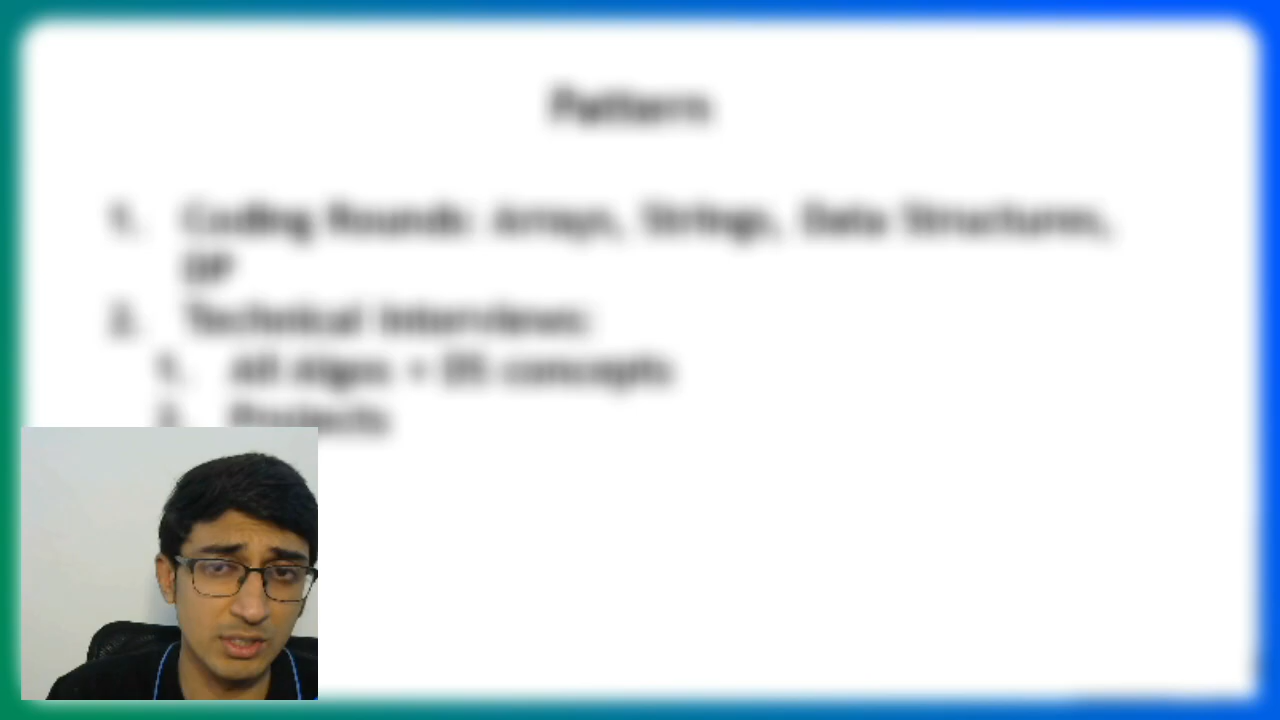 Pattern
1. Coding Rounds: Arrays, Strings, Data Structures,
DP
2. Technical Interviews:
1. All Algos + DS concepts
2. Projects